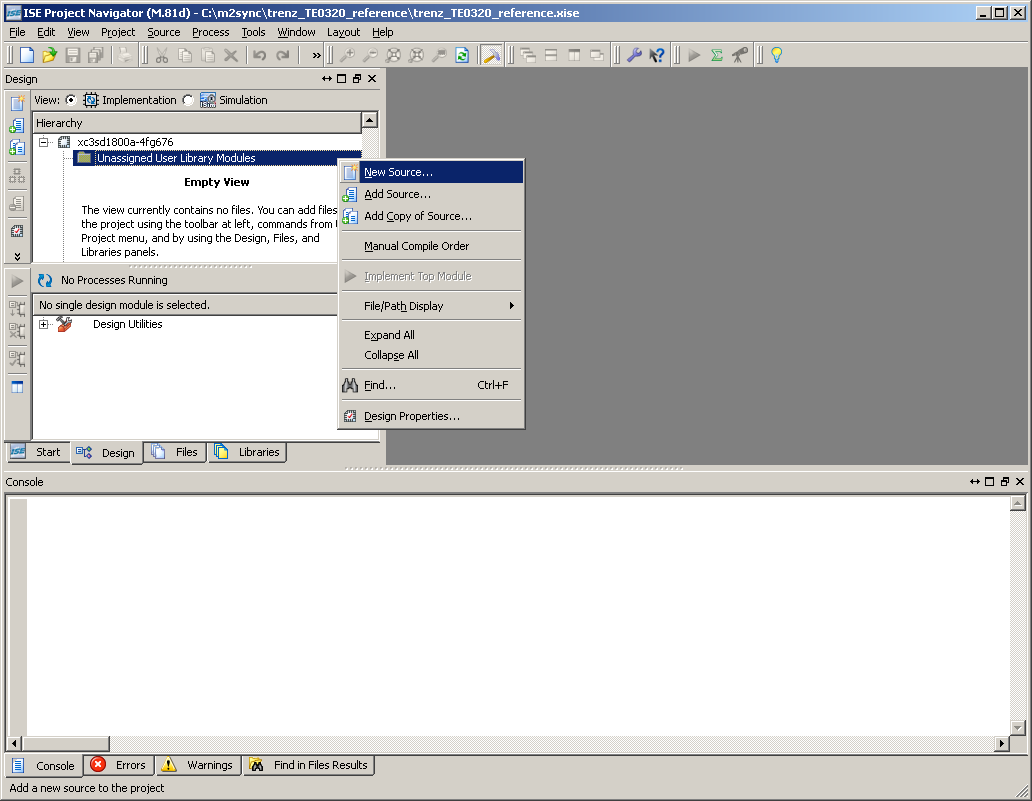 ISE ISE Project Navigator (M.81d) - C:\m2sync\trenz_TE0320_reference\trenz_TE0320_reference.xise
File Edit View Project Source Process Tools Window Layout Help
»
Design
View: Implementation Simulation
Hierarchy
xc3sd1800a-4fg676
Unassigned User Library Modules
Empty View
The view currently contains no files. You can add files
the project using the toolbar at left, commands from
Project menu, and by using the Design, Files, and
Libraries panels.
No Processes Running
No single design module is selected.
Design Utilities
New Source...
Add Source...
Add Copy of Source...
Manual Compile Order
Implement Top Module
File/Path Display
Expand All
Collapse All
Find... Ctrl+F
Design Properties...
ISE Start Design Files Libraries
Console
Console Errors Warnings Find in Files Results
Add a new source to the project